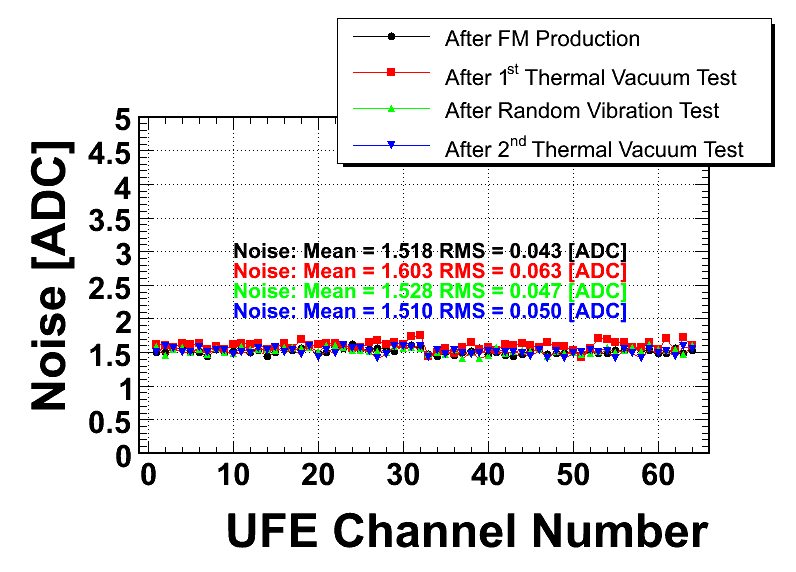 After FM Production
After 1st Thermal Vacuum Test
After Random Vibration Test
After 2nd Thermal Vacuum Test
5
4.5
4
3.5
3
2.5
2
1.5
1
0.5
0
Noise [ADC]
Noise: Mean = 1.518 RMS = 0.043 [ADC]
Noise: Mean = 1.603 RMS = 0.063 [ADC]
Noise: Mean = 1.528 RMS = 0.047 [ADC]
Noise: Mean = 1.510 RMS = 0.050 [ADC]
0 10 20 30 40 50 60
UFE Channel Number